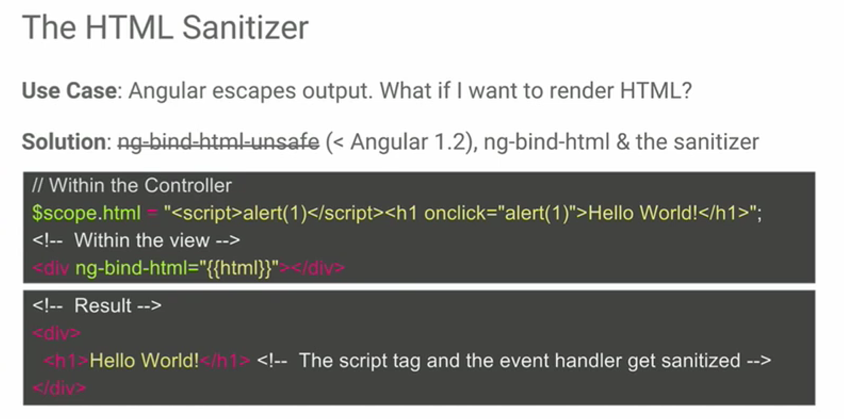 The HTML Sanitizer
Use Case: Angular escapes output. What if I want to render HTML?
Solution: ng-bind-html-unsafe (< Angular 1.2), ng-bind-html & the sanitizer
// Within the Controller
$scope.html = "<script>alert(1)</script><h1 onclick="alert(1)">Hello World!</h1>";
<!-- Within the view -->
<div ng-bind-html="{{html}}"></div>
<!-- Result -->
<div>
<h1>Hello World!</h1> <!-- The script tag and the event handler get sanitized -->
</div>